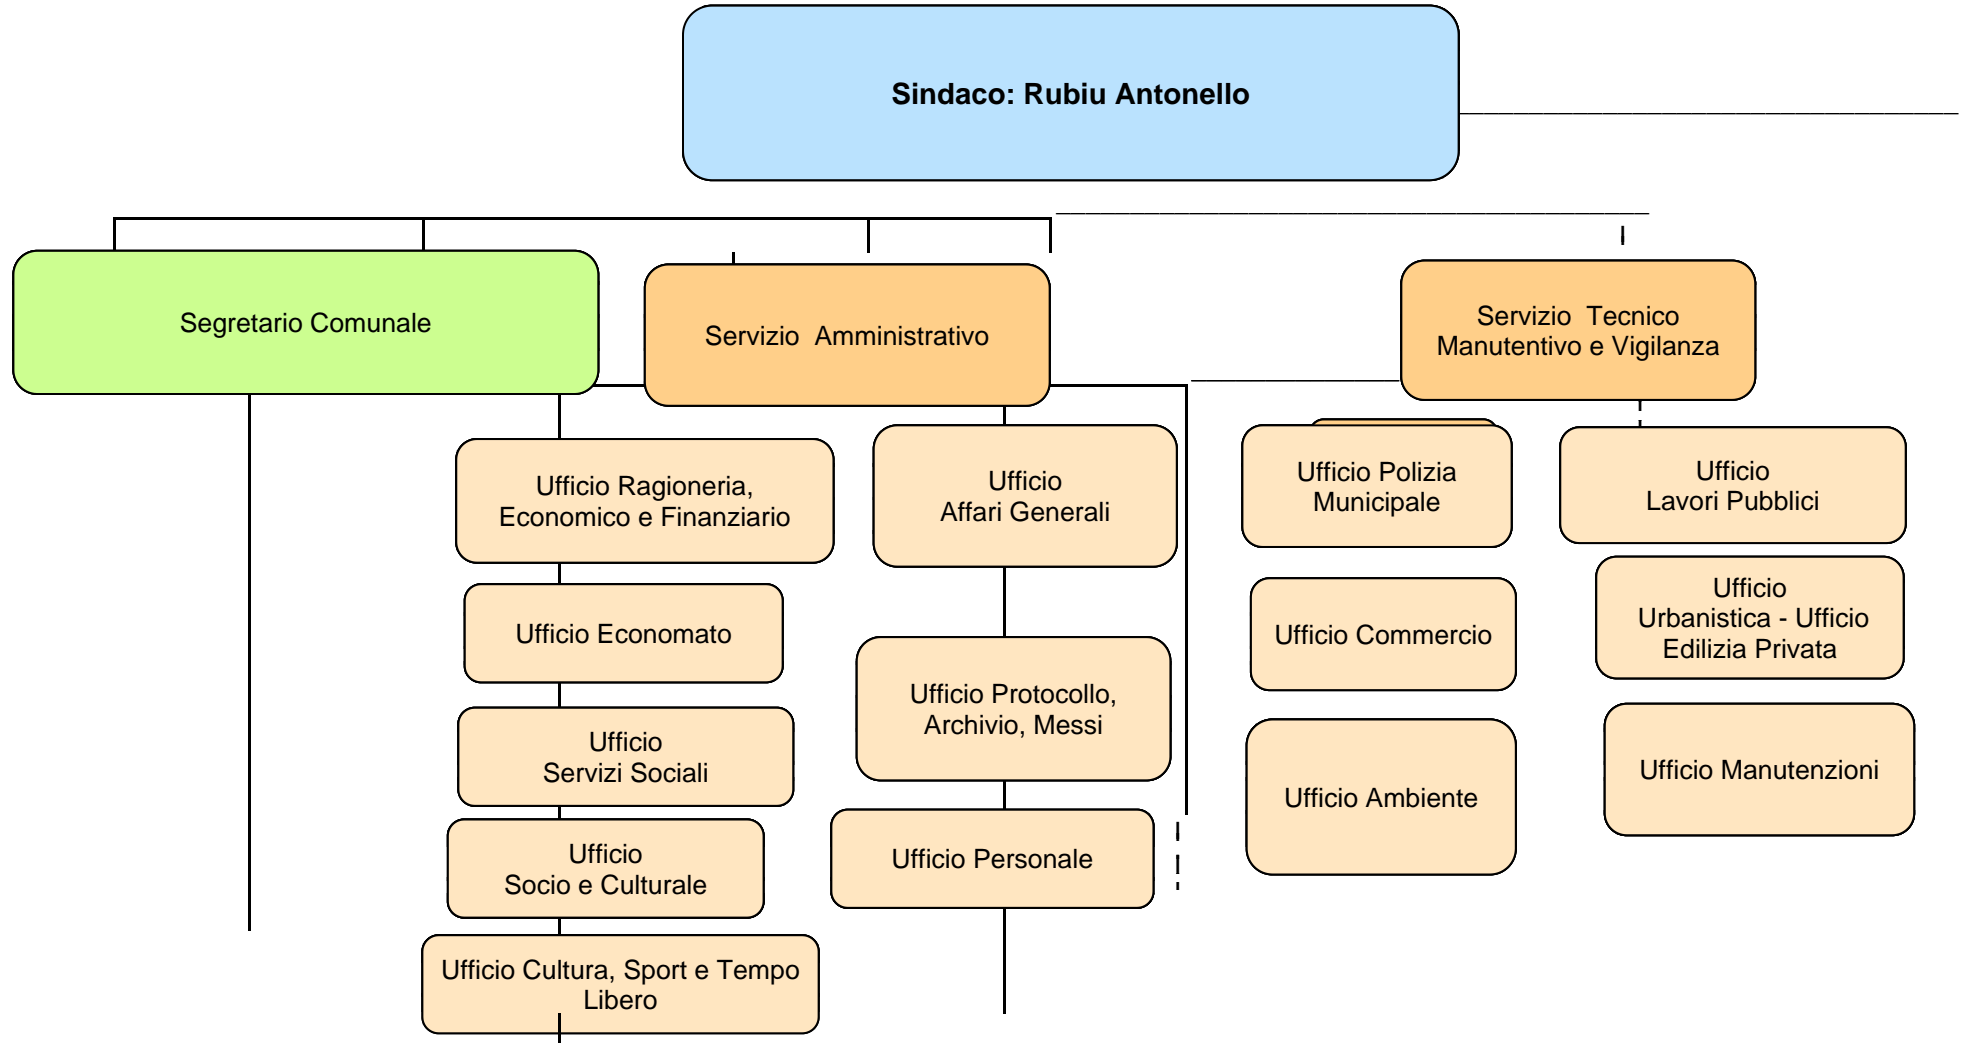 Sindaco: Rubiu Antonello
Segretario Comunale
Servizio  Amministrativo
Servizio  Tecnico
Manutentivo e Vigilanza
Ufficio Ragioneria,
Economico e Finanziario
Ufficio Economato
Ufficio
Servizi Sociali
Ufficio
Socio e Culturale
Ufficio Cultura, Sport e Tempo
Libero
Ufficio
Affari Generali
Ufficio Protocollo,
Archivio, Messi
Ufficio Personale
Ufficio Polizia
Municipale
Ufficio Commercio
Ufficio Ambiente
Ufficio
Lavori Pubblici
Ufficio
Urbanistica - Ufficio
Edilizia Privata
Ufficio Manutenzioni